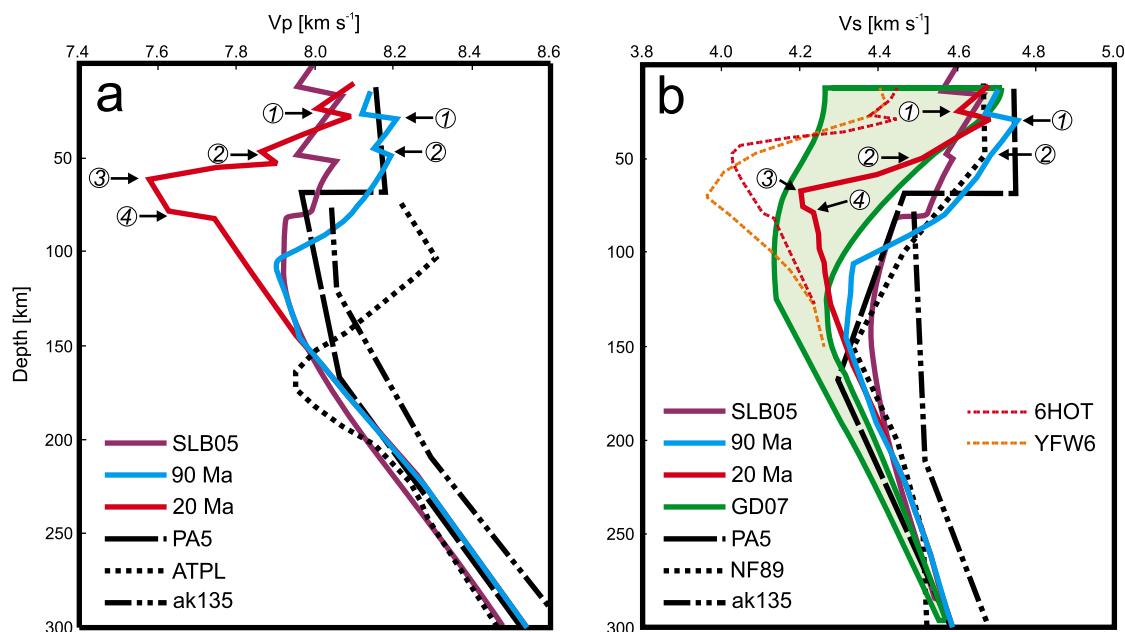 Vp [km s⁻¹]
7.4 7.6 7.8 8.0 8.2 8.4 8.6
a
1
1
2
2
3
4
Depth [km]
50
100
150
200
250
300
SLB05
90 Ma
20 Ma
PA5
ATPL
ak135
Vs [km s⁻¹]
3.8 4.0 4.2 4.4 4.6 4.8 5.0
b
1
1
2
2
3
4
50
100
150
200
250
300
SLB05
90 Ma
20 Ma
GD07
PA5
NF89
ak135
6HOT
YFW6